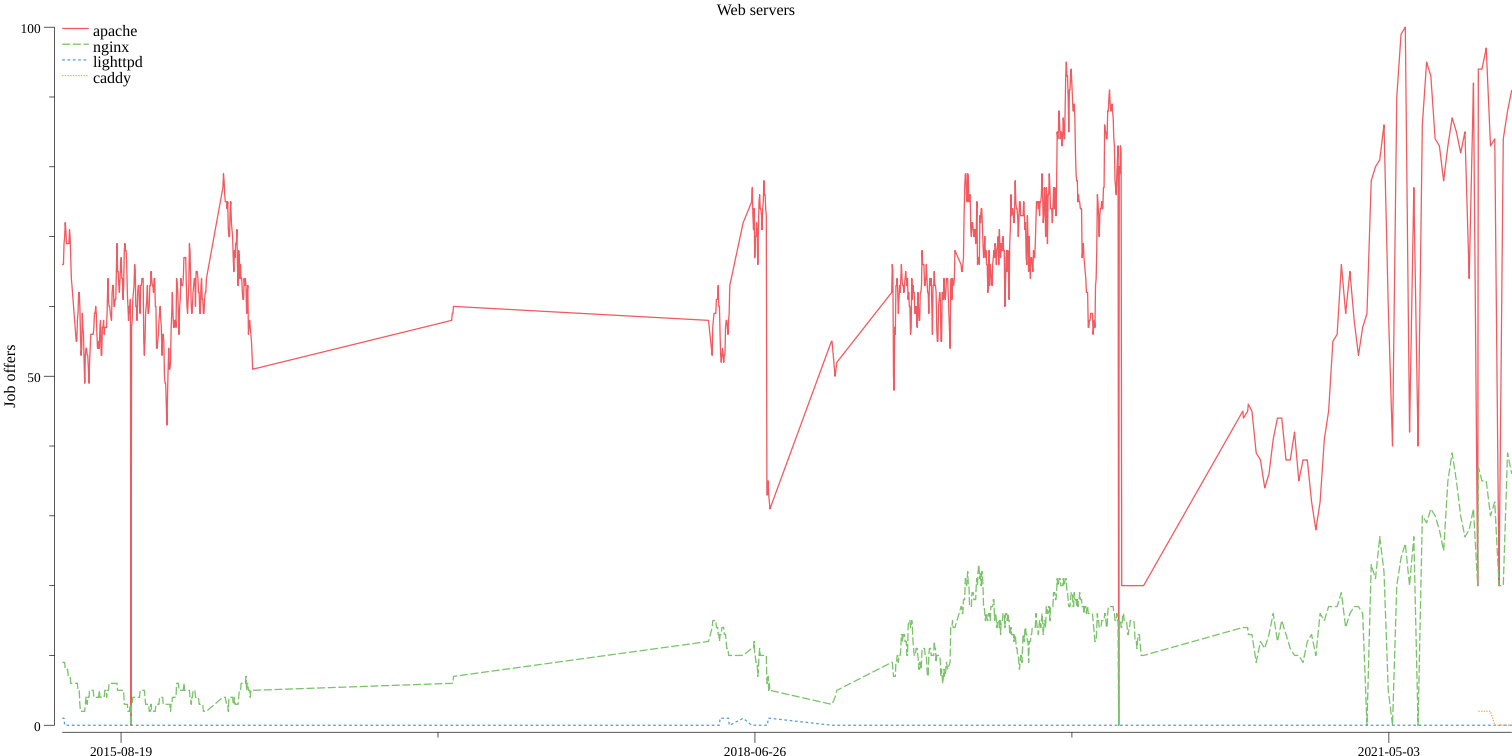 Web servers
100
apache
nginx
lighttpd
caddy
Job offers
50
0
2015-08-19
2018-06-26
2021-05-03